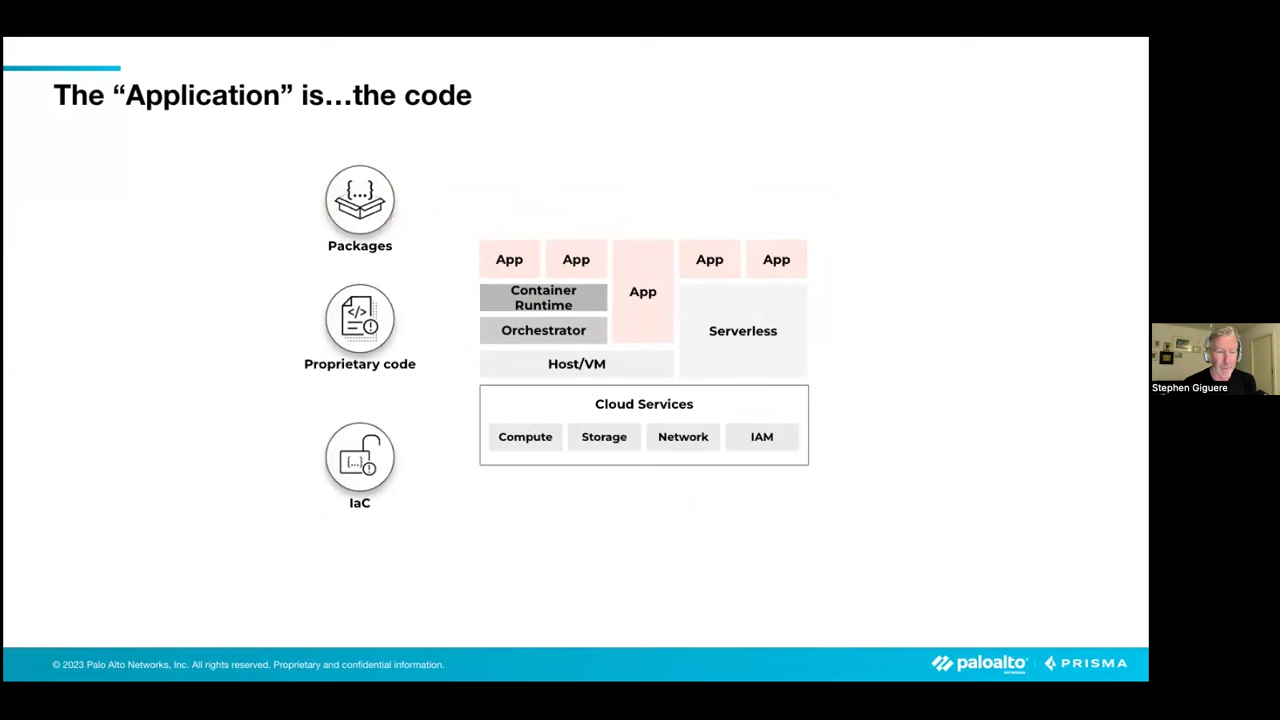 The “Application” is...the code
Packages
Proprietary code
IaC
App
App
App
App
App
Container
Runtime
Orchestrator
Host/VM
Serverless
Cloud Services
Compute
Storage
Network
IAM
Stephen Giguere
© 2023 Palo Alto Networks, Inc. All rights reserved. Proprietary and confidential information.
paloalto
NETWORKS
PRISMA